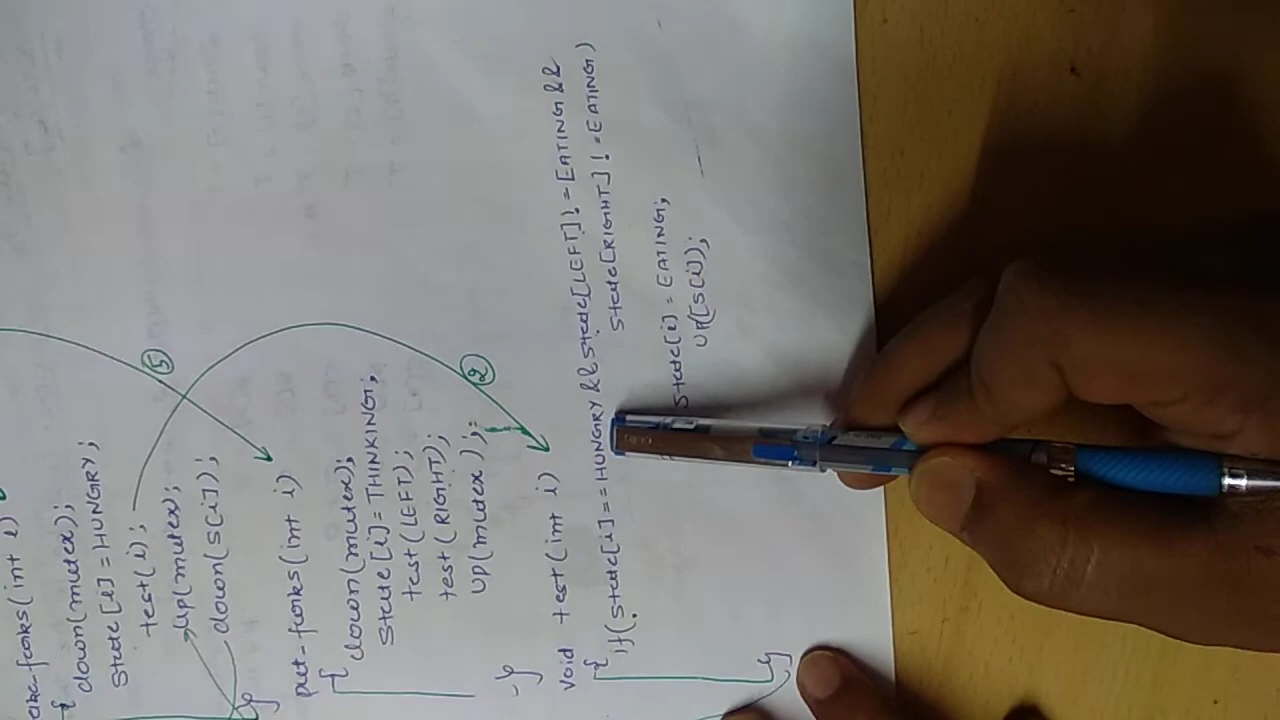 forks(int i)
{ down(mutex);
state[i] = HUNGRY;
test(i);
up(mutex);
down(s[i]);
}
⑤
put-forks(int i)
{ down(mutex);
state[i] = THINKING;
test(LEFT);
test(RIGHT);
up(mutex);
}
②
void test(int i)
{
if(state[i]==HUNGRY && state[LEFT]!=EATING &&
state[RIGHT]!=EATING)
state[i]=EATING;
up[s(i)];
}